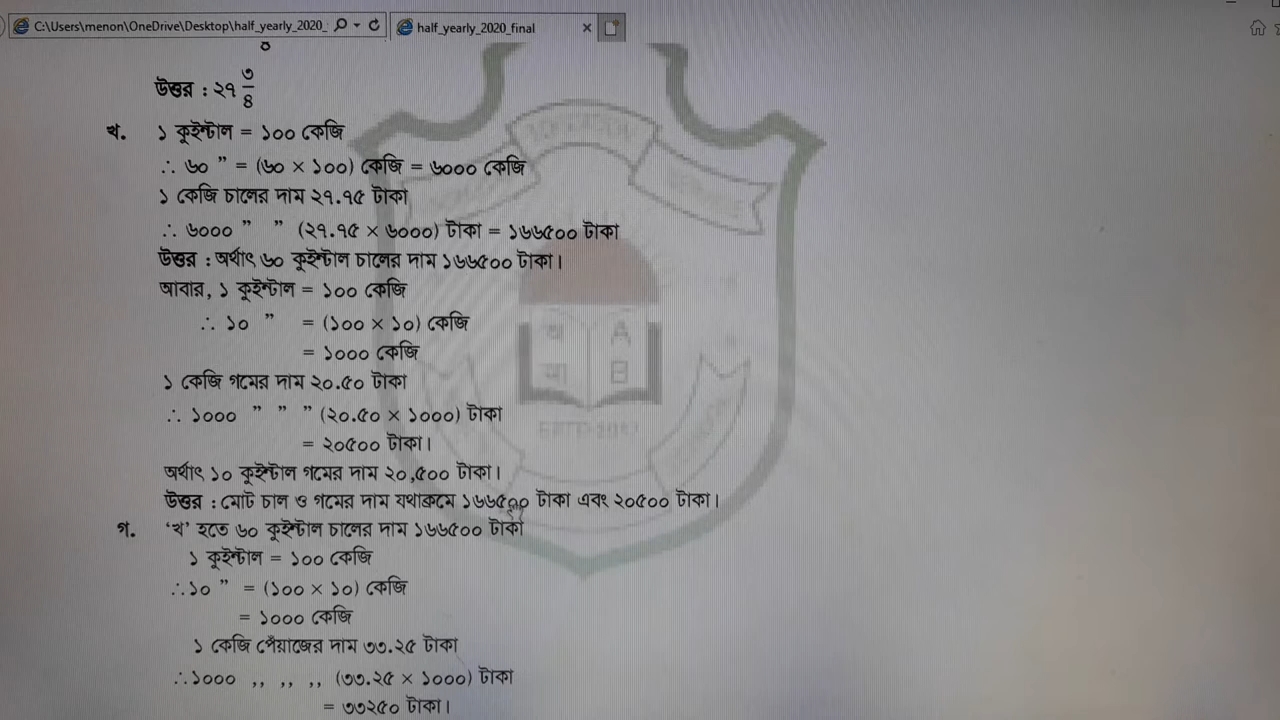 C:\Users\menon\OneDrive\Desktop\half_yearly_2020_
half_yearly_2020_final
উত্তর : ২৭ ৩/৪
খ. ১ কুইন্টাল = ১০০ কেজি
∴ ৬০ ” = (৬০ × ১০০) কেজি = ৬০০০ কেজি
১ কেজি চালের দাম ২৭.৭৫ টাকা
∴ ৬০০০ ” ” (২৭.৭৫ × ৬০০০) টাকা = ১৬৬৫০০ টাকা
উত্তর : অর্থাৎ ৬০ কুইন্টাল চালের দাম ১৬৬৫০০ টাকা।
আবার, ১ কুইন্টাল = ১০০ কেজি
∴ ১০ ” = (১০০ × ১০) কেজি
= ১০০০ কেজি
১ কেজি গমের দাম ২০.৫০ টাকা
∴ ১০০০ ” ” ” (২০.৫০ × ১০০০) টাকা
= ২০৫০০ টাকা।
অর্থাৎ ১০ কুইন্টাল গমের দাম ২০,৫০০ টাকা।
উত্তর : মোট চাল ও গমের দাম যথাক্রমে ১৬৬৫০০ টাকা এবং ২০৫০০ টাকা।
গ. ‘খ’ হতে ৬০ কুইন্টাল চালের দাম ১৬৬৫০০ টাকা
১ কুইন্টাল = ১০০ কেজি
∴১০ ” = (১০০ × ১০) কেজি
= ১০০০ কেজি
১ কেজি পেঁয়াজের দাম ৩৩.২৫ টাকা
∴১০০০ ,, ,, ,, (৩৩.২৫ × ১০০০) টাকা
= ৩৩২৫০ টাকা।